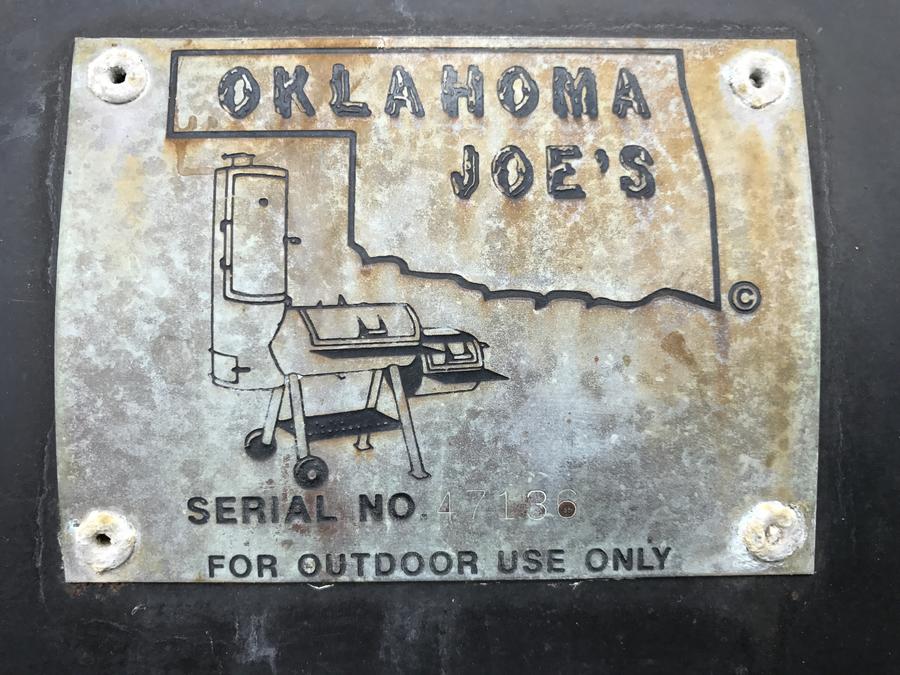 OKLAHOMA
JOE'S
©
SERIAL NO. 47136
FOR OUTDOOR USE ONLY